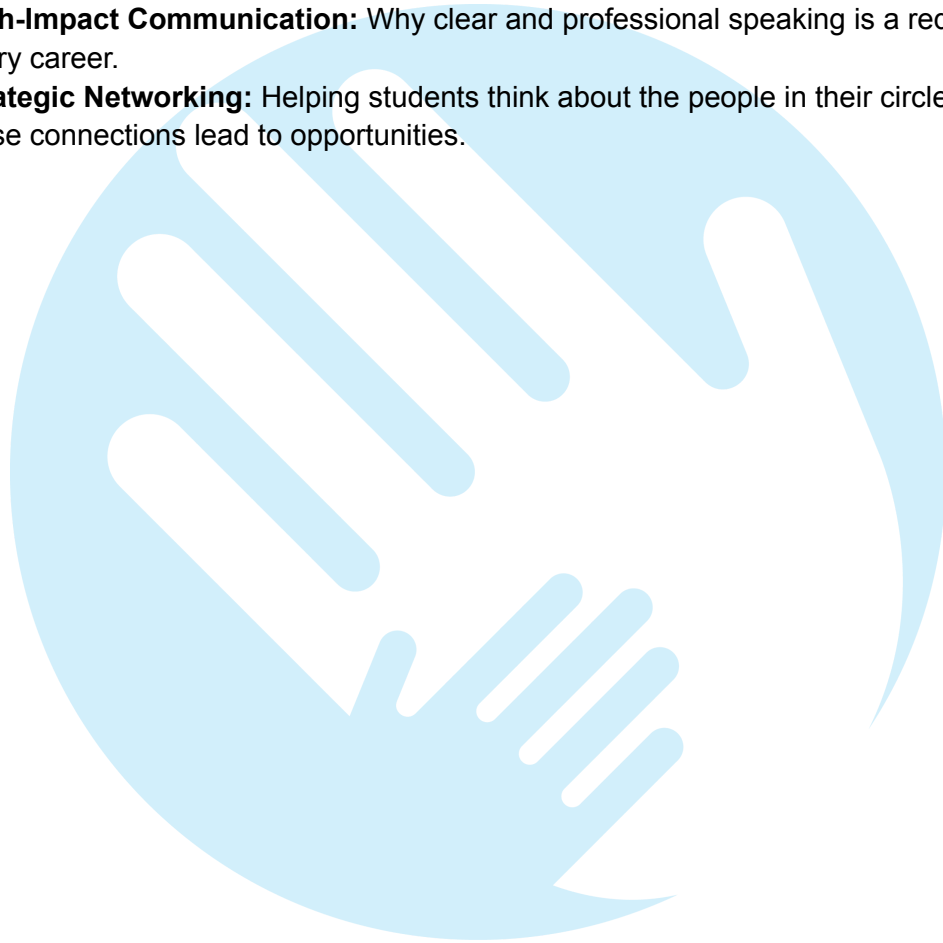 h-Impact Communication: Why clear and professional speaking is a rec
ry career.
ategic Networking: Helping students think about the people in their circle
se connections lead to opportunities.